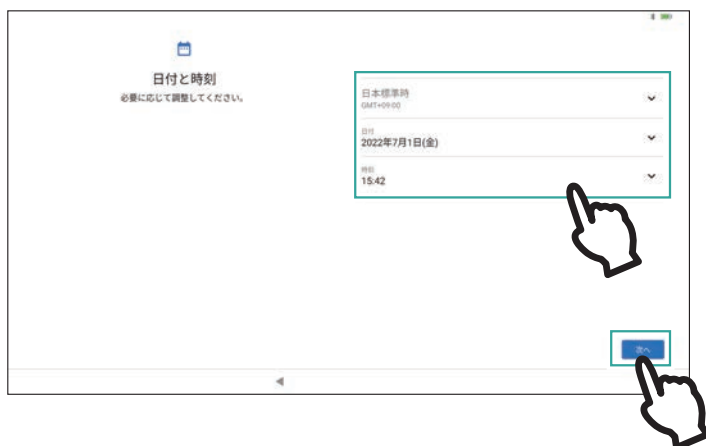 日付と時刻
必要に応じて調整してください。
日本標準時
GMT+09:00
日付
2022年7月1日(金)
時刻
15:42
次へ